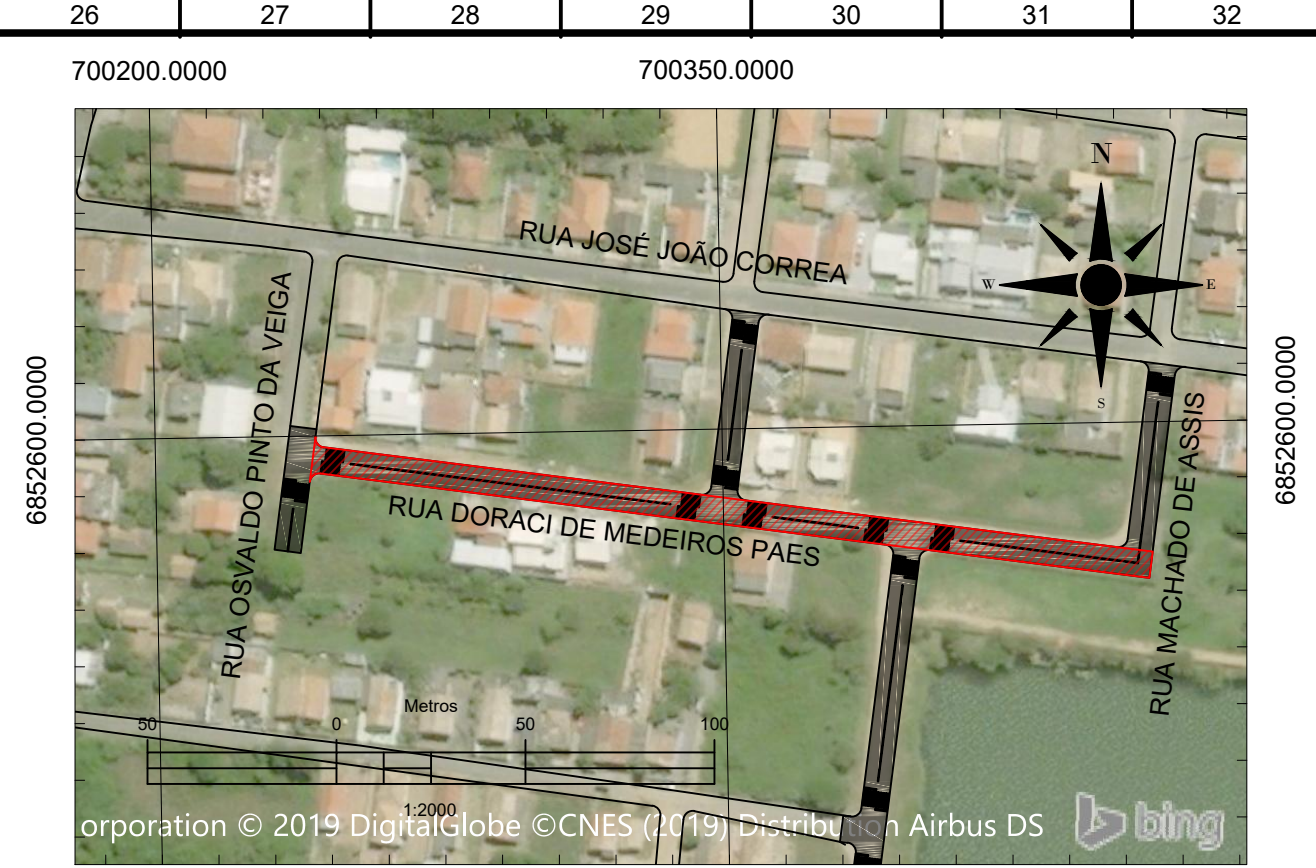 26 27 28 29 30 31 32
700200.0000 700350.0000
N
W E
S
RUA JOSÉ JOÃO CORREA
RUA OSVALDO PINTO DA VEIGA
6852600.0000
6852600.0000
RUA DORACI DE MEDEIROS PAES
RUA MACHADO DE ASSIS
Metros
50 0 50 100
1:2000
orporation © 2019 DigitalGlobe ©CNES (2019) Distribution Airbus DS
bing